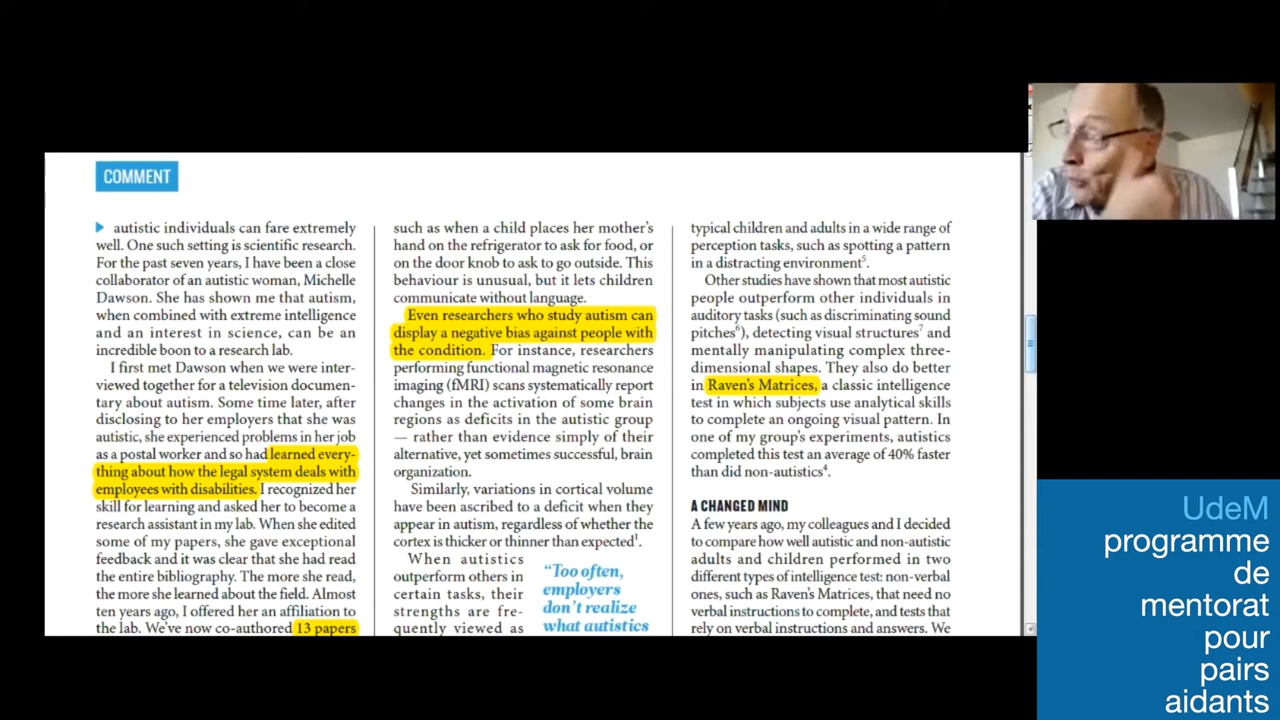 COMMENT
autistic individuals can fare extremely
well. One such setting is scientific research.
For the past seven years, I have been a close
collaborator of an autistic woman, Michelle
Dawson. She has shown me that autism,
when combined with extreme intelligence
and an interest in science, can be an
incredible boon to a research lab.
I first met Dawson when we were inter-
viewed together for a television documen-
tary about autism. Some time later, after
disclosing to her employers that she was
autistic, she experienced problems in her job
as a postal worker and so had learned every-
thing about how the legal system deals with
employees with disabilities. I recognized her
skill for learning and asked her to become a
research assistant in my lab. When she edited
some of my papers, she gave exceptional
feedback and it was clear that she had read
the entire bibliography. The more she read,
the more she learned about the field. Almost
ten years ago, I offered her an affiliation to
the lab. We've now co-authored 13 papers
such as when a child places her mother's
hand on the refrigerator to ask for food, or
on the door knob to ask to go outside. This
behaviour is unusual, but it lets children
communicate without language.
Even researchers who study autism can
display a negative bias against people with
the condition. For instance, researchers
performing functional magnetic resonance
imaging (fMRI) scans systematically report
changes in the activation of some brain
regions as deficits in the autistic group
— rather than evidence simply of their
alternative, yet sometimes successful, brain
organization.
Similarly, variations in cortical volume
have been ascribed to a deficit when they
appear in autism, regardless of whether the
cortex is thicker or thinner than expected¹.
When autistics
outperform others in
certain tasks, their
strengths are fre-
quently viewed as
"Too often,
employers
don't realize
what autistics
typical children and adults in a wide range of
perception tasks, such as spotting a pattern
in a distracting environment⁵.
Other studies have shown that most autistic
people outperform other individuals in
auditory tasks (such as discriminating sound
pitches⁶), detecting visual structures⁷ and
mentally manipulating complex three-
dimensional shapes. They also do better
in Raven's Matrices, a classic intelligence
test in which subjects use analytical skills
to complete an ongoing visual pattern. In
one of my group's experiments, autistics
completed this test an average of 40% faster
than did non-autistics⁴.
A CHANGED MIND
A few years ago, my colleagues and I decided
to compare how well autistic and non-autistic
adults and children performed in two
different types of intelligence test: non-verbal
ones, such as Raven's Matrices, that need no
verbal instructions to complete, and tests that
rely on verbal instructions and answers. We
UdeM
programme
de
mentorat
pour
pairs
aidants